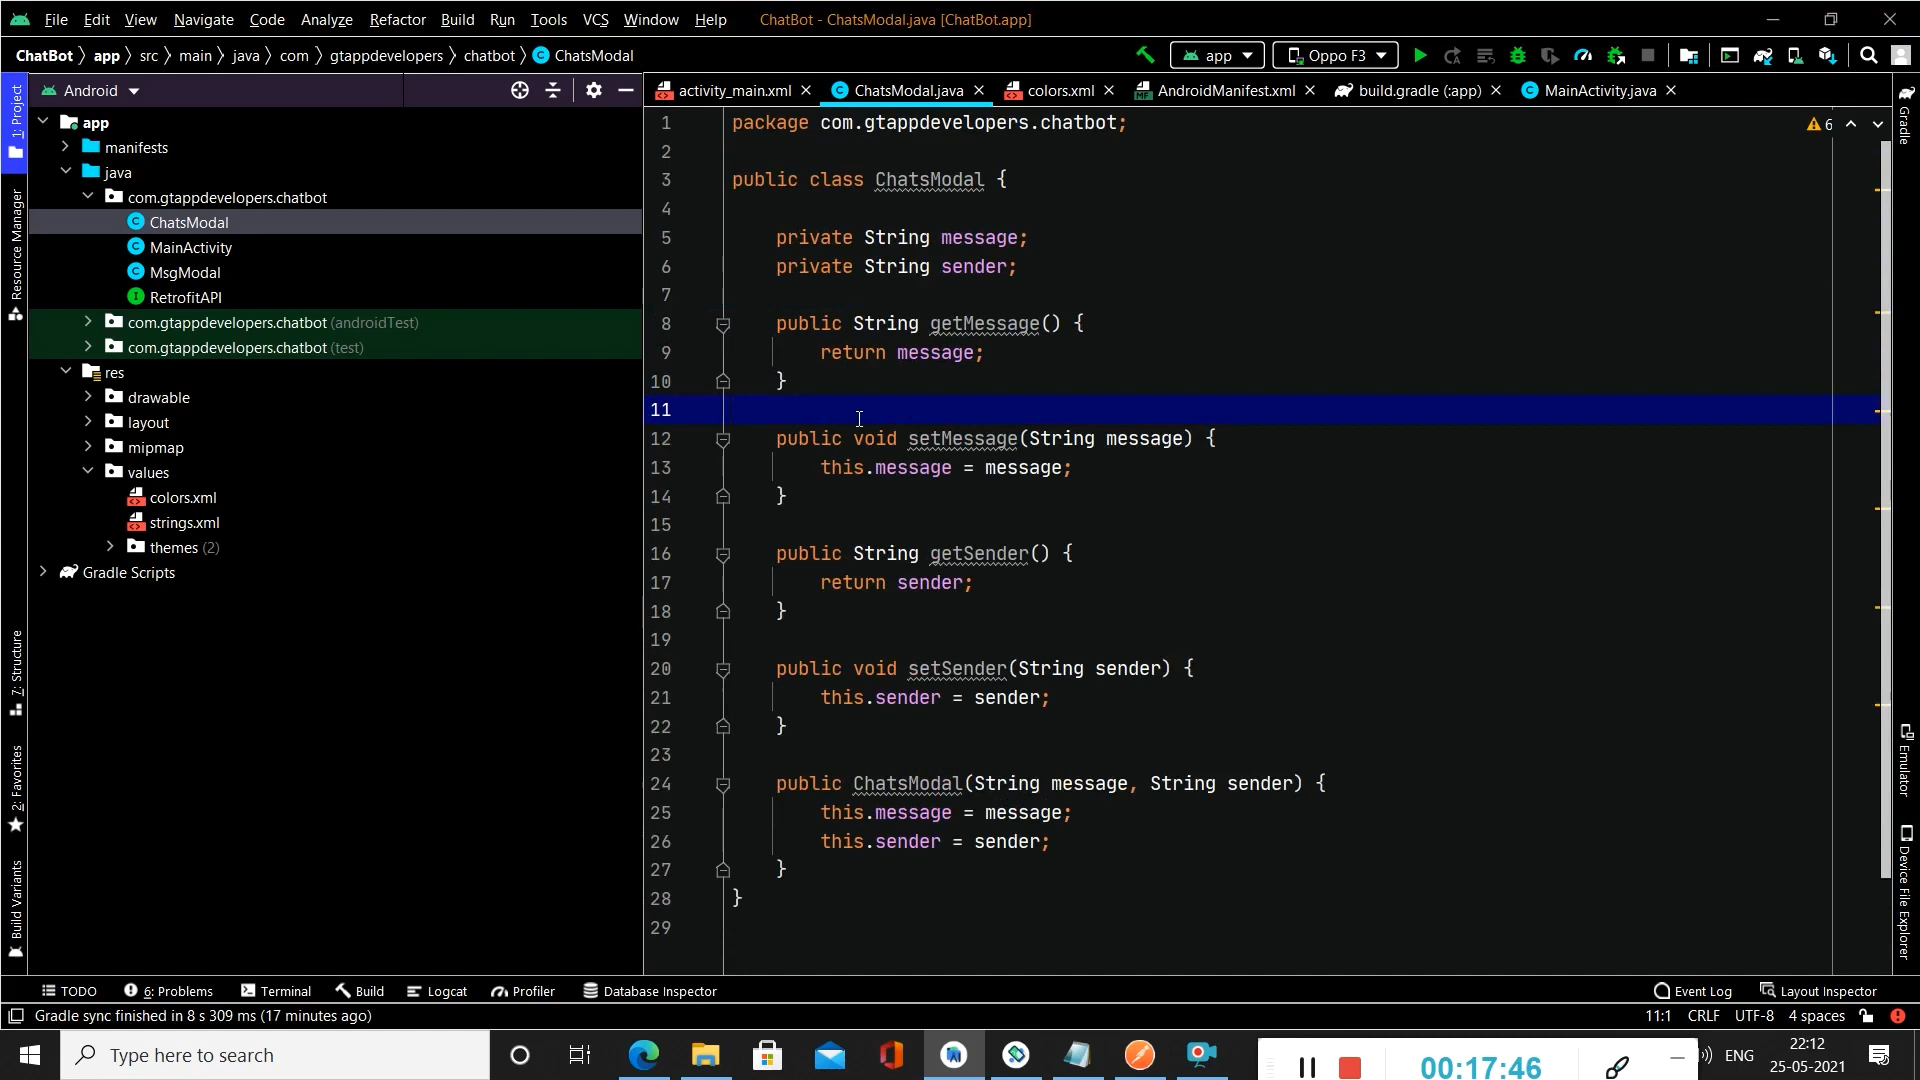 File Edit View Navigate Code Analyze Refactor Build Run Tools VCS Window Help ChatBot - ChatsModal.java [ChatBot.app]
ChatBot app src main java com gtappdevelopers chatbot ChatsModal app Oppo F3
Android
activity_main.xml ChatsModal.java colors.xml AndroidManifest.xml build.gradle (:app) MainActivity.java
1: Project
Resource Manager
7: Structure
2: Favorites
Build Variants
app
manifests
java
com.gtappdevelopers.chatbot
ChatsModal
MainActivity
MsgModal
RetrofitAPI
com.gtappdevelopers.chatbot (androidTest)
com.gtappdevelopers.chatbot (test)
res
drawable
layout
mipmap
values
colors.xml
strings.xml
themes (2)
Gradle Scripts
6
1 package com.gtappdevelopers.chatbot;
2
3 public class ChatsModal {
4
5 private String message;
6 private String sender;
7
8 public String getMessage() {
9 return message;
10 }
11
12 public void setMessage(String message) {
13 this.message = message;
14 }
15
16 public String getSender() {
17 return sender;
18 }
19
20 public void setSender(String sender) {
21 this.sender = sender;
22 }
23
24 public ChatsModal(String message, String sender) {
25 this.message = message;
26 this.sender = sender;
27 }
28 }
29
Gradle
Emulator
Device File Explorer
TODO 6: Problems Terminal Build Logcat Profiler Database Inspector Event Log Layout Inspector
Gradle sync finished in 8 s 309 ms (17 minutes ago) 11:1 CRLF UTF-8 4 spaces
Type here to search
00:17:46
ENG
22:12
25-05-2021